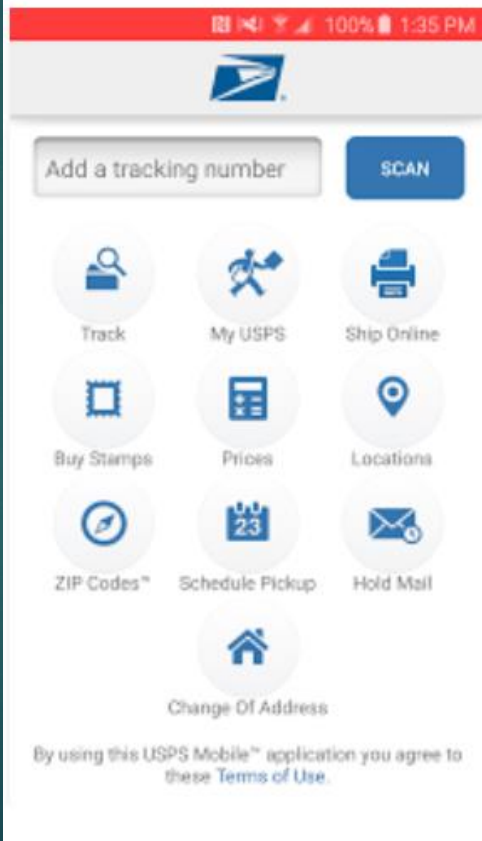 100% 1:35 PM
Add a tracking number SCAN
Track My USPS Ship Online
23
Buy Stamps Prices Locations
ZIP Codes™ Schedule Pickup Hold Mail
Change Of Address
By using this USPS Mobile™ application you agree to
these Terms of Use.